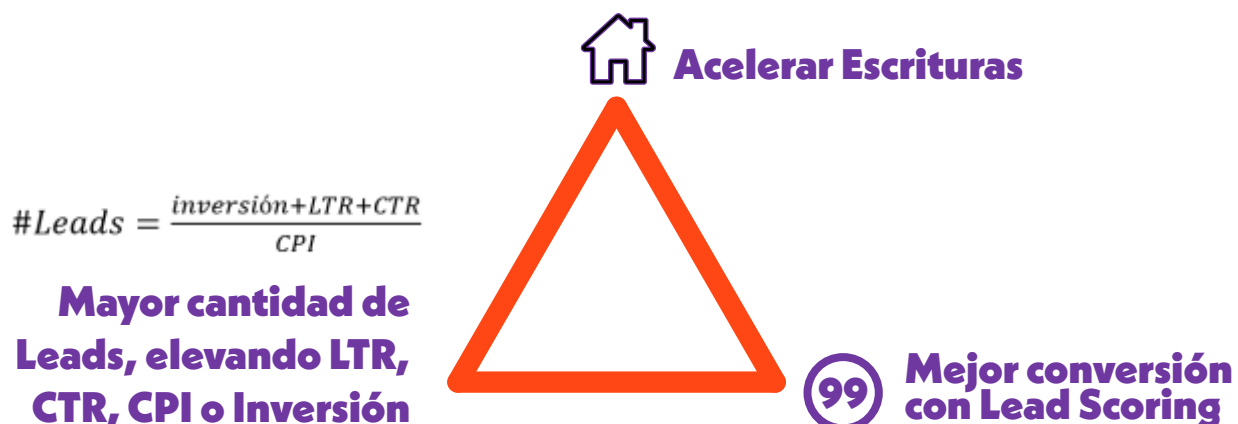 Acelerar Escrituras
#Leads = inversión+LTR+CTR
CPI
Mayor cantidad de
Leads, elevando LTR,
CTR, CPI o Inversión
99
Mejor conversión
con Lead Scoring